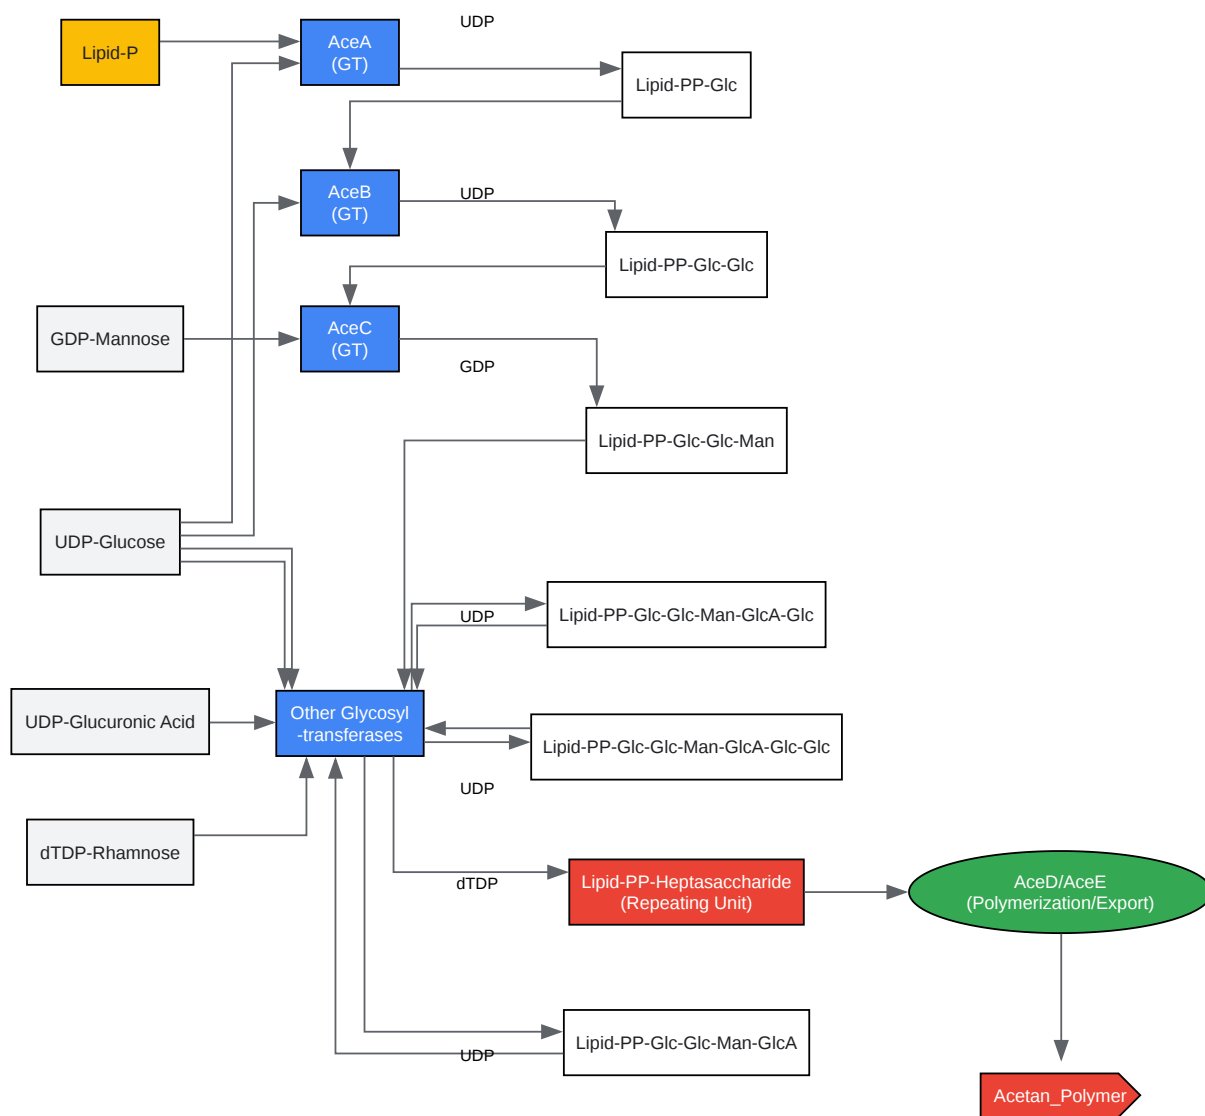 UDP
Lipid-P
AceA
(GT)
Lipid-PP-Glc
AceB
(GT)
UDP
Lipid-PP-Glc-Glc
GDP-Mannose
AceC
(GT)
GDP
Lipid-PP-Glc-Glc-Man
UDP-Glucose
Lipid-PP-Glc-Glc-Man-GlcA-Glc
UDP
UDP-Glucuronic Acid
Other Glycosyl
-transferases
Lipid-PP-Glc-Glc-Man-GlcA-Glc-Glc
UDP
dTDP-Rhamnose
dTDP
Lipid-PP-Heptasaccharide
(Repeating Unit)
AceD/AceE
(Polymerization/Export)
Lipid-PP-Glc-Glc-Man-GlcA
UDP
Acetan_Polymer